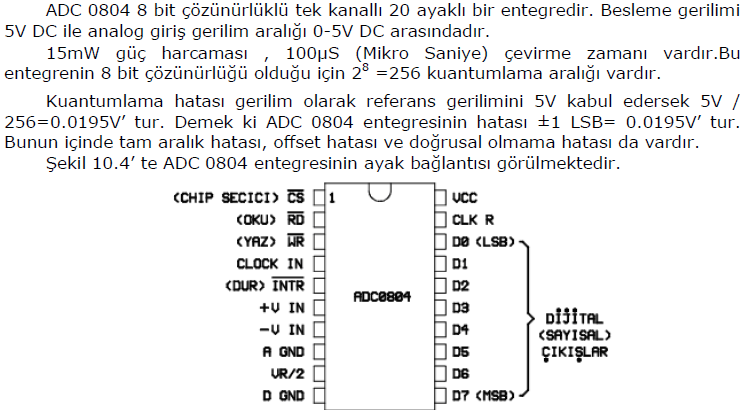 ADC 0804 8 bit çözünürlüklü tek kanallı 20 ayaklı bir entegredir. Besleme gerilimi
5V DC ile analog giriş gerilim aralığı 0-5V DC arasındadır.
15mW güç harcaması , 100µS (Mikro Saniye) çevirme zamanı vardır.Bu
entegrenin 8 bit çözünürlüğü olduğu için 2⁸ =256 kuantumlama aralığı vardır.
Kuantumlama hatası gerilim olarak referans gerilimini 5V kabul edersek 5V /
256=0.0195V’ tur. Demek ki ADC 0804 entegresinin hatası ±1 LSB= 0.0195V’ tur.
Bunun içinde tam aralık hatası, offset hatası ve doğrusal olmama hatası da vardır.
Şekil 10.4’ te ADC 0804 entegresinin ayak bağlantısı görülmektedir.
(CHIP SECICI) C̅S̅ 1 VCC
(OKU) R̅D̅ CLK R
(YAZ) W̅R̅ D0 (LSB)
CLOCK IN D1
(DUR) I̅N̅T̅R̅ D2
ADC0804
+V IN D3
-V IN D4
A GND D5
VR/2 D6
D GND D7 (MSB)
DİJİTAL
(SAYISAL)
ÇIKIŞLAR